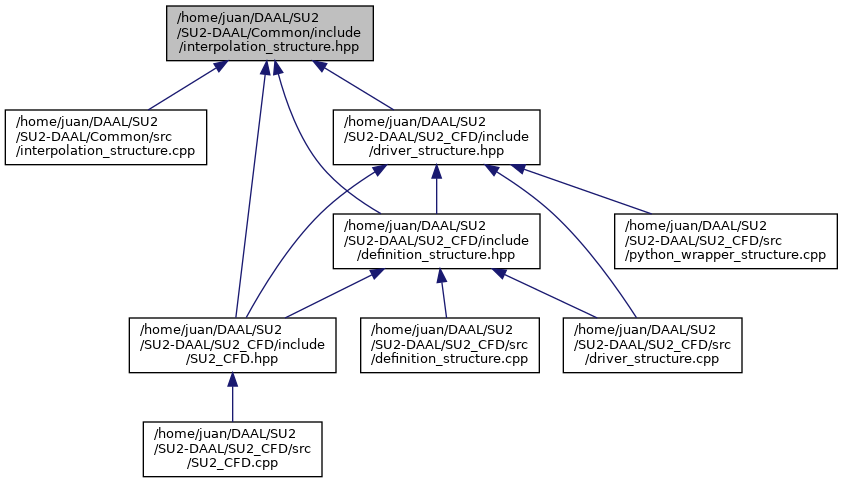 /home/juan/DAAL/SU2
/SU2-DAAL/Common/include
/interpolation_structure.hpp
/home/juan/DAAL/SU2
/SU2-DAAL/Common/src
/interpolation_structure.cpp
/home/juan/DAAL/SU2
/SU2-DAAL/SU2_CFD/include
/driver_structure.hpp
/home/juan/DAAL/SU2
/SU2-DAAL/SU2_CFD/include
/definition_structure.hpp
/home/juan/DAAL/SU2
/SU2-DAAL/SU2_CFD/src
/python_wrapper_structure.cpp
/home/juan/DAAL/SU2
/SU2-DAAL/SU2_CFD/include
/SU2_CFD.hpp
/home/juan/DAAL/SU2
/SU2-DAAL/SU2_CFD/src
/definition_structure.cpp
/home/juan/DAAL/SU2
/SU2-DAAL/SU2_CFD/src
/driver_structure.cpp
/home/juan/DAAL/SU2
/SU2-DAAL/SU2_CFD/src
/SU2_CFD.cpp